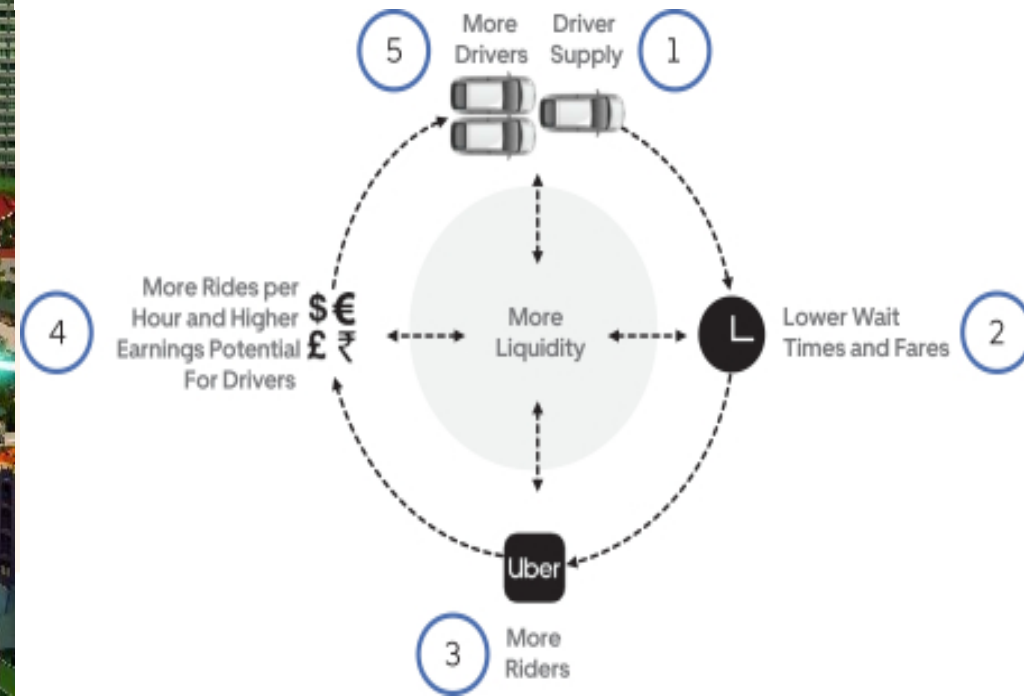 5
More
Drivers
Driver
Supply
1
More Rides per
Hour and Higher
Earnings Potential
For Drivers
$€
£₹
4
More
Liquidity
Lower Wait
Times and Fares
2
Uber
3
More
Riders